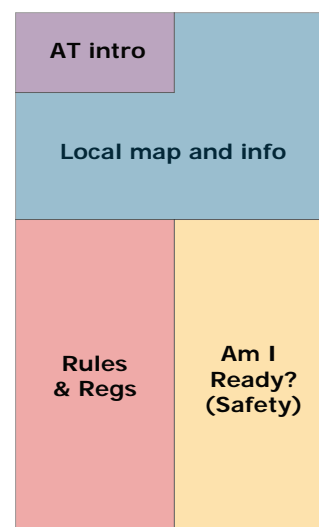 AT intro
Local map and info
Rules
& Regs
Am I
Ready?
(Safety)